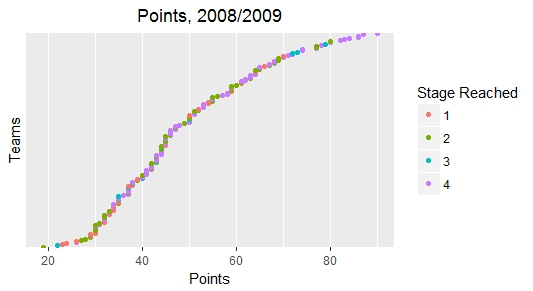 Points, 2008/2009
Teams
20 40 60 80
Points
Stage Reached
1
2
3
4